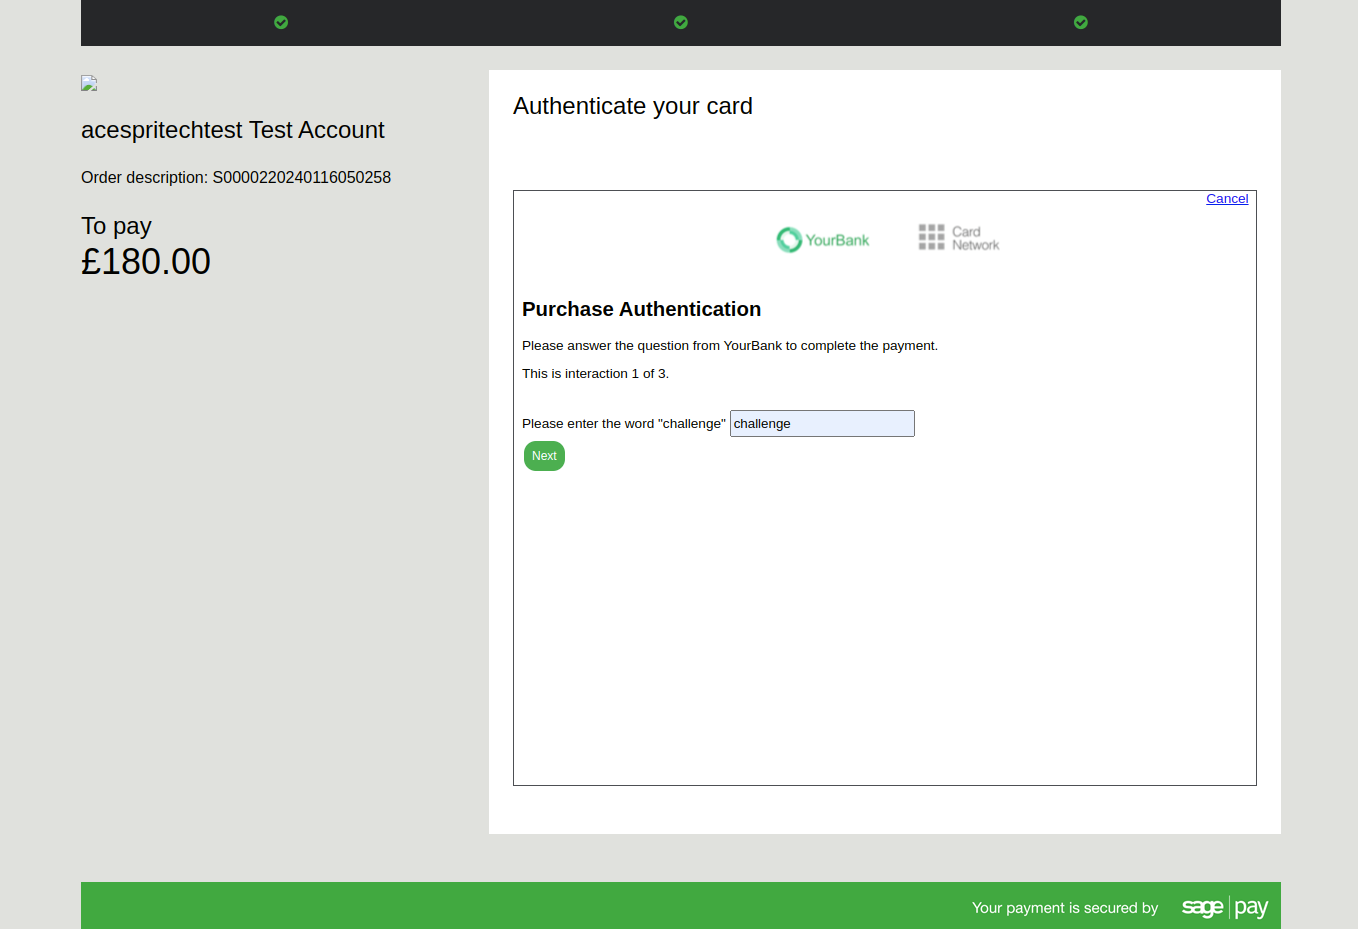 acespritechtest Test Account
Order description: S0000220240116050258
To pay
£180.00
Authenticate your card
Cancel
YourBank
Card
Network
Purchase Authentication
Please answer the question from YourBank to complete the payment.
This is interaction 1 of 3.
Please enter the word "challenge" challenge
Next
Your payment is secured by sage pay